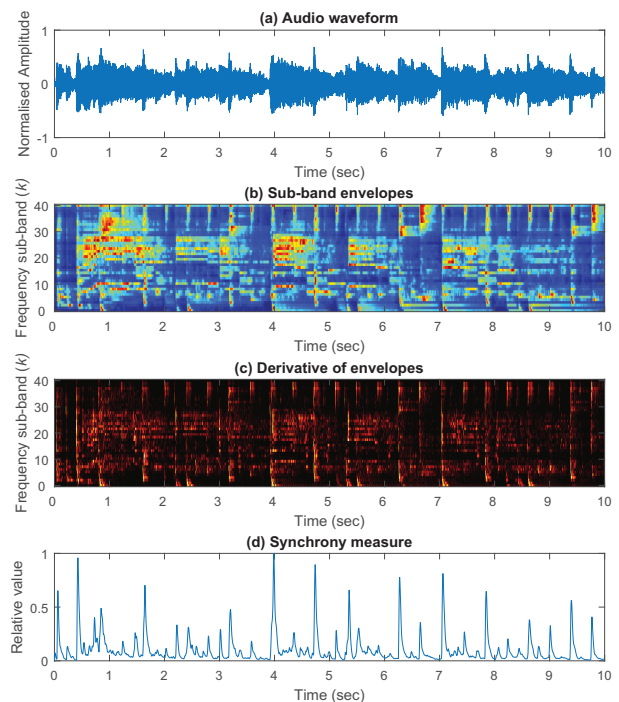 (a) Audio waveform
Normalised Amplitude
1
0
-1
0 1 2 3 4 5 6 7 8 9 10
Time (sec)
(b) Sub-band envelopes
Frequency sub-band (k)
40
30
20
10
0
0 1 2 3 4 5 6 7 8 9 10
Time (sec)
(c) Derivative of envelopes
Frequency sub-band (k)
40
30
20
10
0
0 1 2 3 4 5 6 7 8 9 10
Time (sec)
(d) Synchrony measure
Relative value
1
0.5
0
0 1 2 3 4 5 6 7 8 9 10
Time (sec)